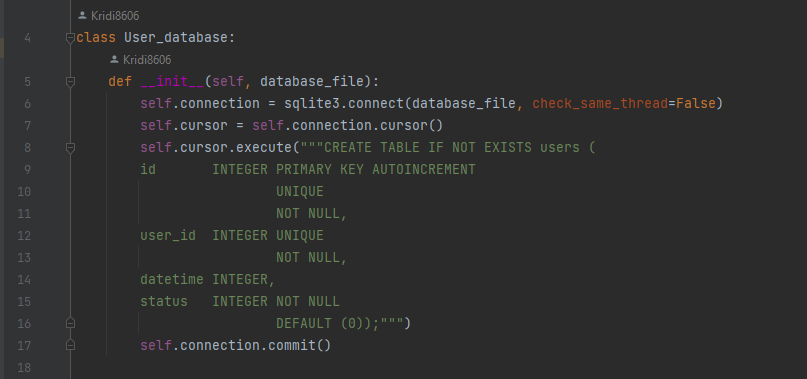 Kridi8606
4 class User_database:
Kridi8606
5 def __init__(self, database_file):
6 self.connection = sqlite3.connect(database_file, check_same_thread=False)
7 self.cursor = self.connection.cursor()
8 self.cursor.execute("""CREATE TABLE IF NOT EXISTS users (
9 id       INTEGER PRIMARY KEY AUTOINCREMENT
10 UNIQUE
11 NOT NULL,
12 user_id  INTEGER UNIQUE
13 NOT NULL,
14 datetime INTEGER,
15 status   INTEGER NOT NULL
16 DEFAULT (0));""")
17 self.connection.commit()
18